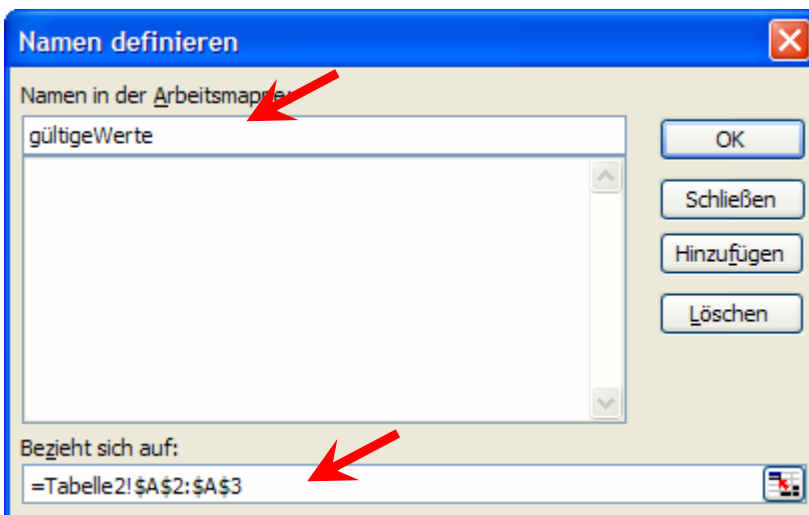 Namen definieren
Namen in der Arbeitsmappe:
gültigeWerte
OK
Schließen
Hinzufügen
Löschen
Bezieht sich auf:
=Tabelle2!$A$2:$A$3